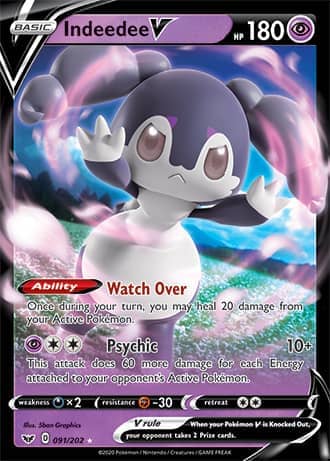 BASIC Indeedee V HP 180
Ability Watch Over
Once during your turn, you may heal 20 damage from
your Active Pokémon.
Psychic 10+
This attack does 60 more damage for each Energy
attached to your opponent's Active Pokémon.
weakness ×2 resistance -30 retreat
Illus. 5ban Graphics
V rule When your Pokémon V is Knocked Out,
your opponent takes 2 Prize cards.
D 091/202 ★
©2020 Pokémon / Nintendo / Creatures / GAME FREAK